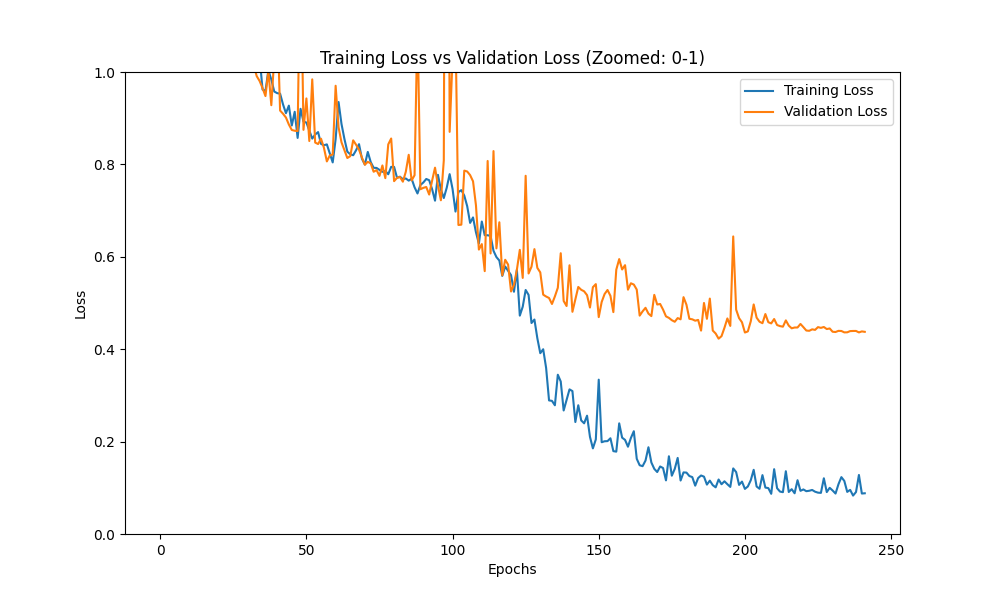 Training Loss vs Validation Loss (Zoomed: 0-1)
Training Loss
Validation Loss
1.0
0.8
0.6
0.4
0.2
0.0
Loss
0 50 100 150 200 250
Epochs